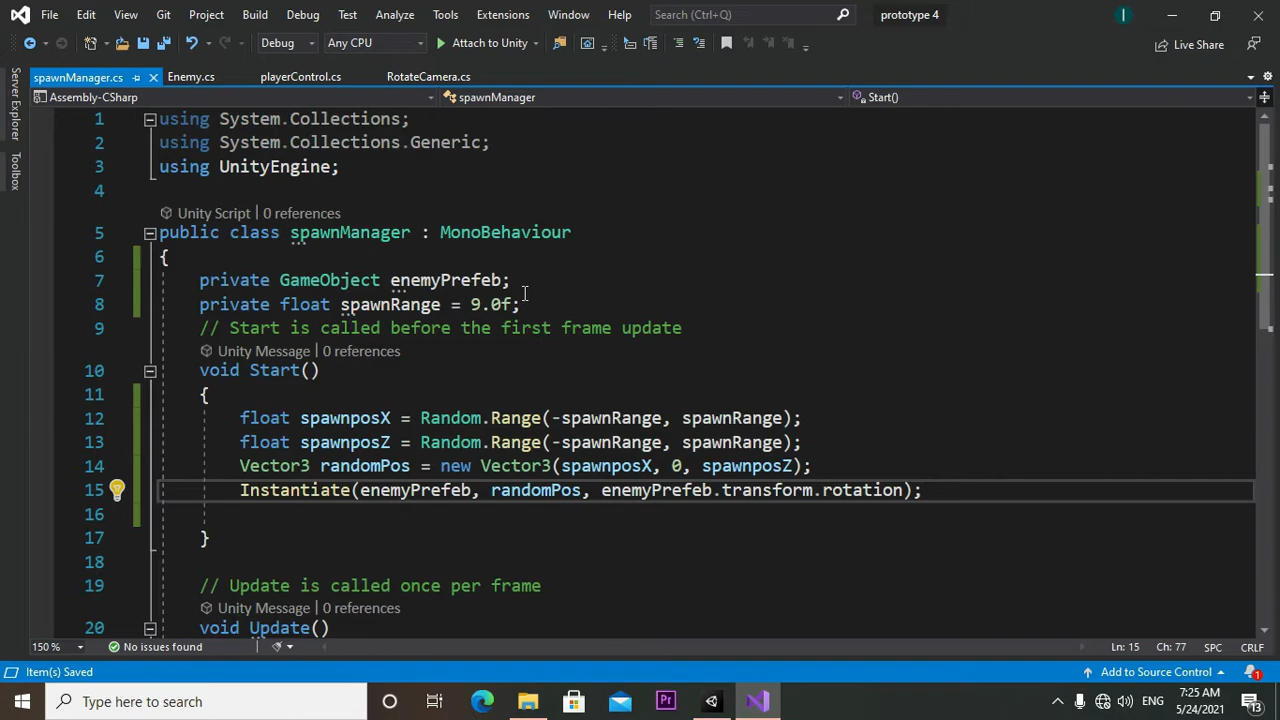 File Edit View Git Project Build Debug Test Analyze Tools Extensions Window Help Search (Ctrl+Q) prototype 4
Debug Any CPU Attach to Unity Live Share
spawnManager.cs Enemy.cs playerControl.cs RotateCamera.cs
Assembly-CSharp spawnManager Start()
Server Explorer
Toolbox
1 using System.Collections;
2 using System.Collections.Generic;
3 using UnityEngine;
4
Unity Script | 0 references
5 public class spawnManager : MonoBehaviour
6 {
7 private GameObject enemyPrefeb;
8 private float spawnRange = 9.0f;
9 // Start is called before the first frame update
Unity Message | 0 references
10 void Start()
11 {
12 float spawnposX = Random.Range(-spawnRange, spawnRange);
13 float spawnposZ = Random.Range(-spawnRange, spawnRange);
14 Vector3 randomPos = new Vector3(spawnposX, 0, spawnposZ);
15 Instantiate(enemyPrefeb, randomPos, enemyPrefeb.transform.rotation);
16
17 }
18
19 // Update is called once per frame
Unity Message | 0 references
20 void Update()
150 % No issues found Ln: 15 Ch: 77 SPC CRLF
Item(s) Saved Add to Source Control 1
Type here to search Pr ENG 7:25 AM 5/24/2021 13